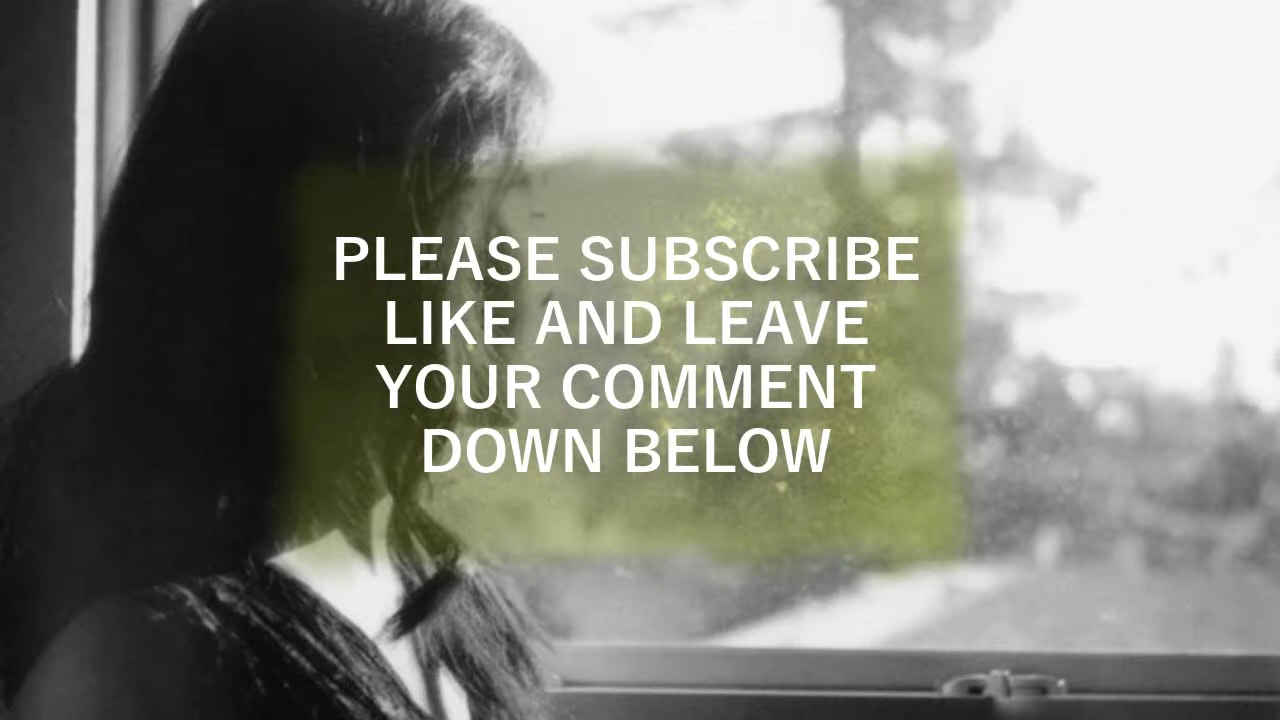 PLEASE SUBSCRIBE
LIKE AND LEAVE
YOUR COMMENT
DOWN BELOW